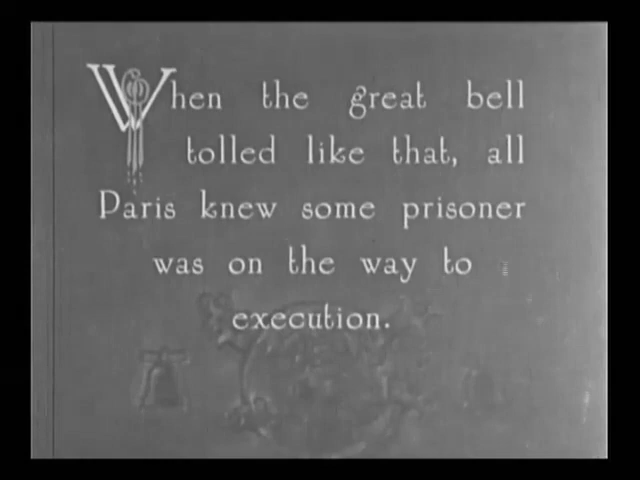 When the great bell
tolled like that, all
Paris knew some prisoner
was on the way to
execution.